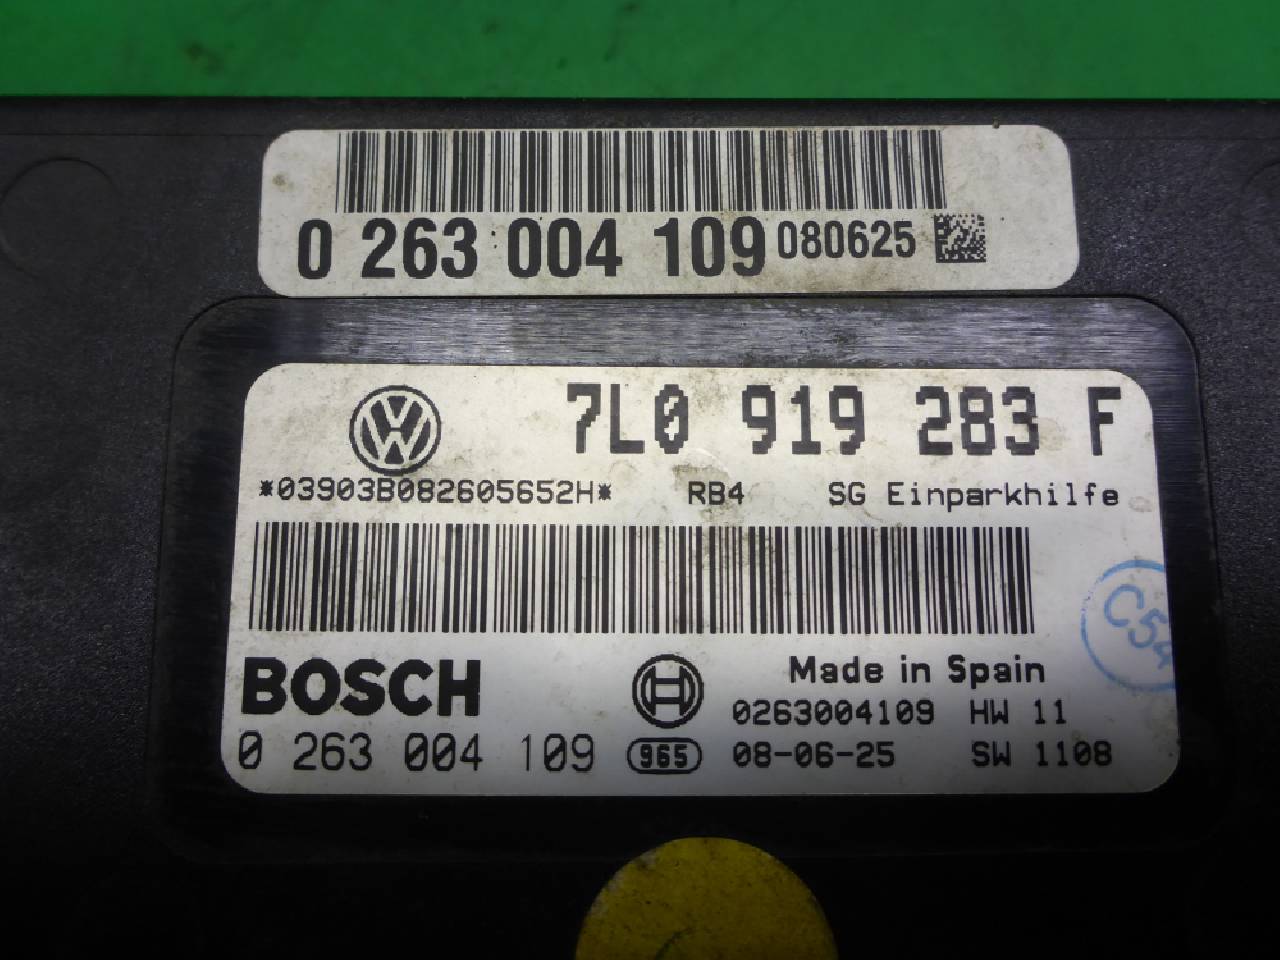 0 263 004 109 080625
7L0 919 283 F
*03903B082605652H* RB4 SG Einparkhilfe
BOSCH
Made in Spain
0263004109 HW 11
0 263 004 109
965
08-06-25 SW 1108
C54